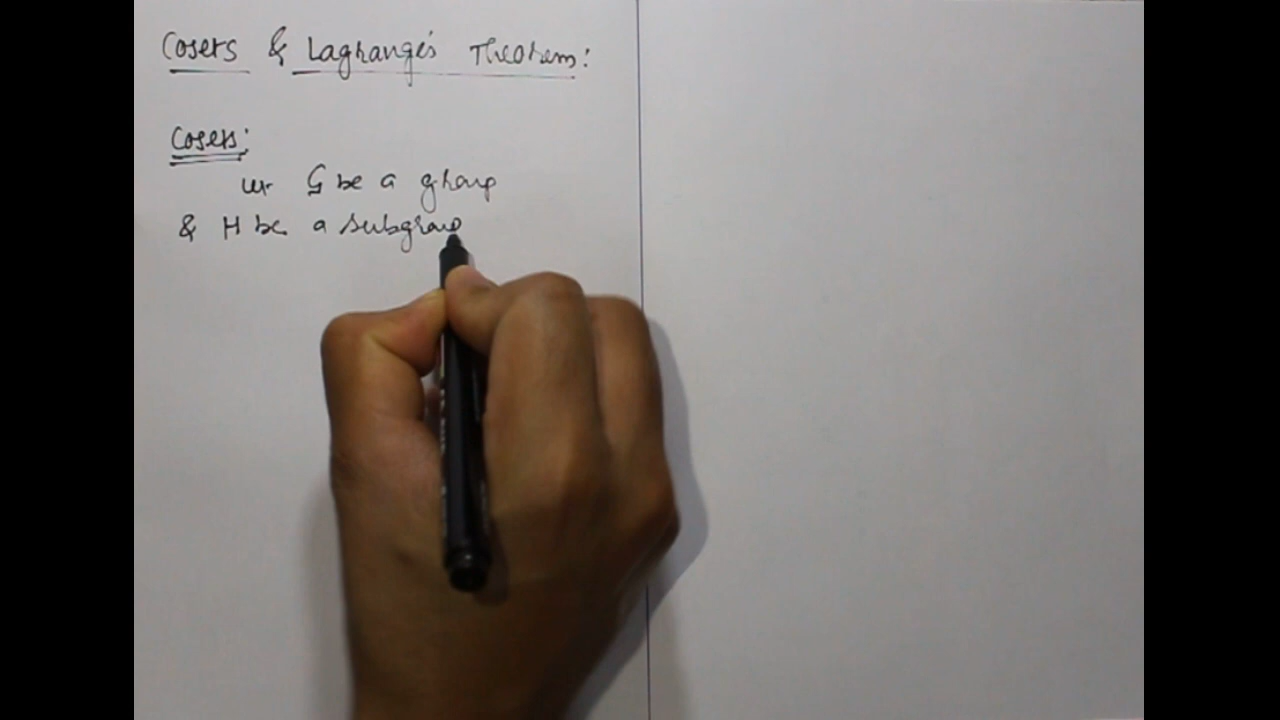 Cosets & Lagrange's Theorem:
Cosets:
Let G be a group
& H be a subgroup